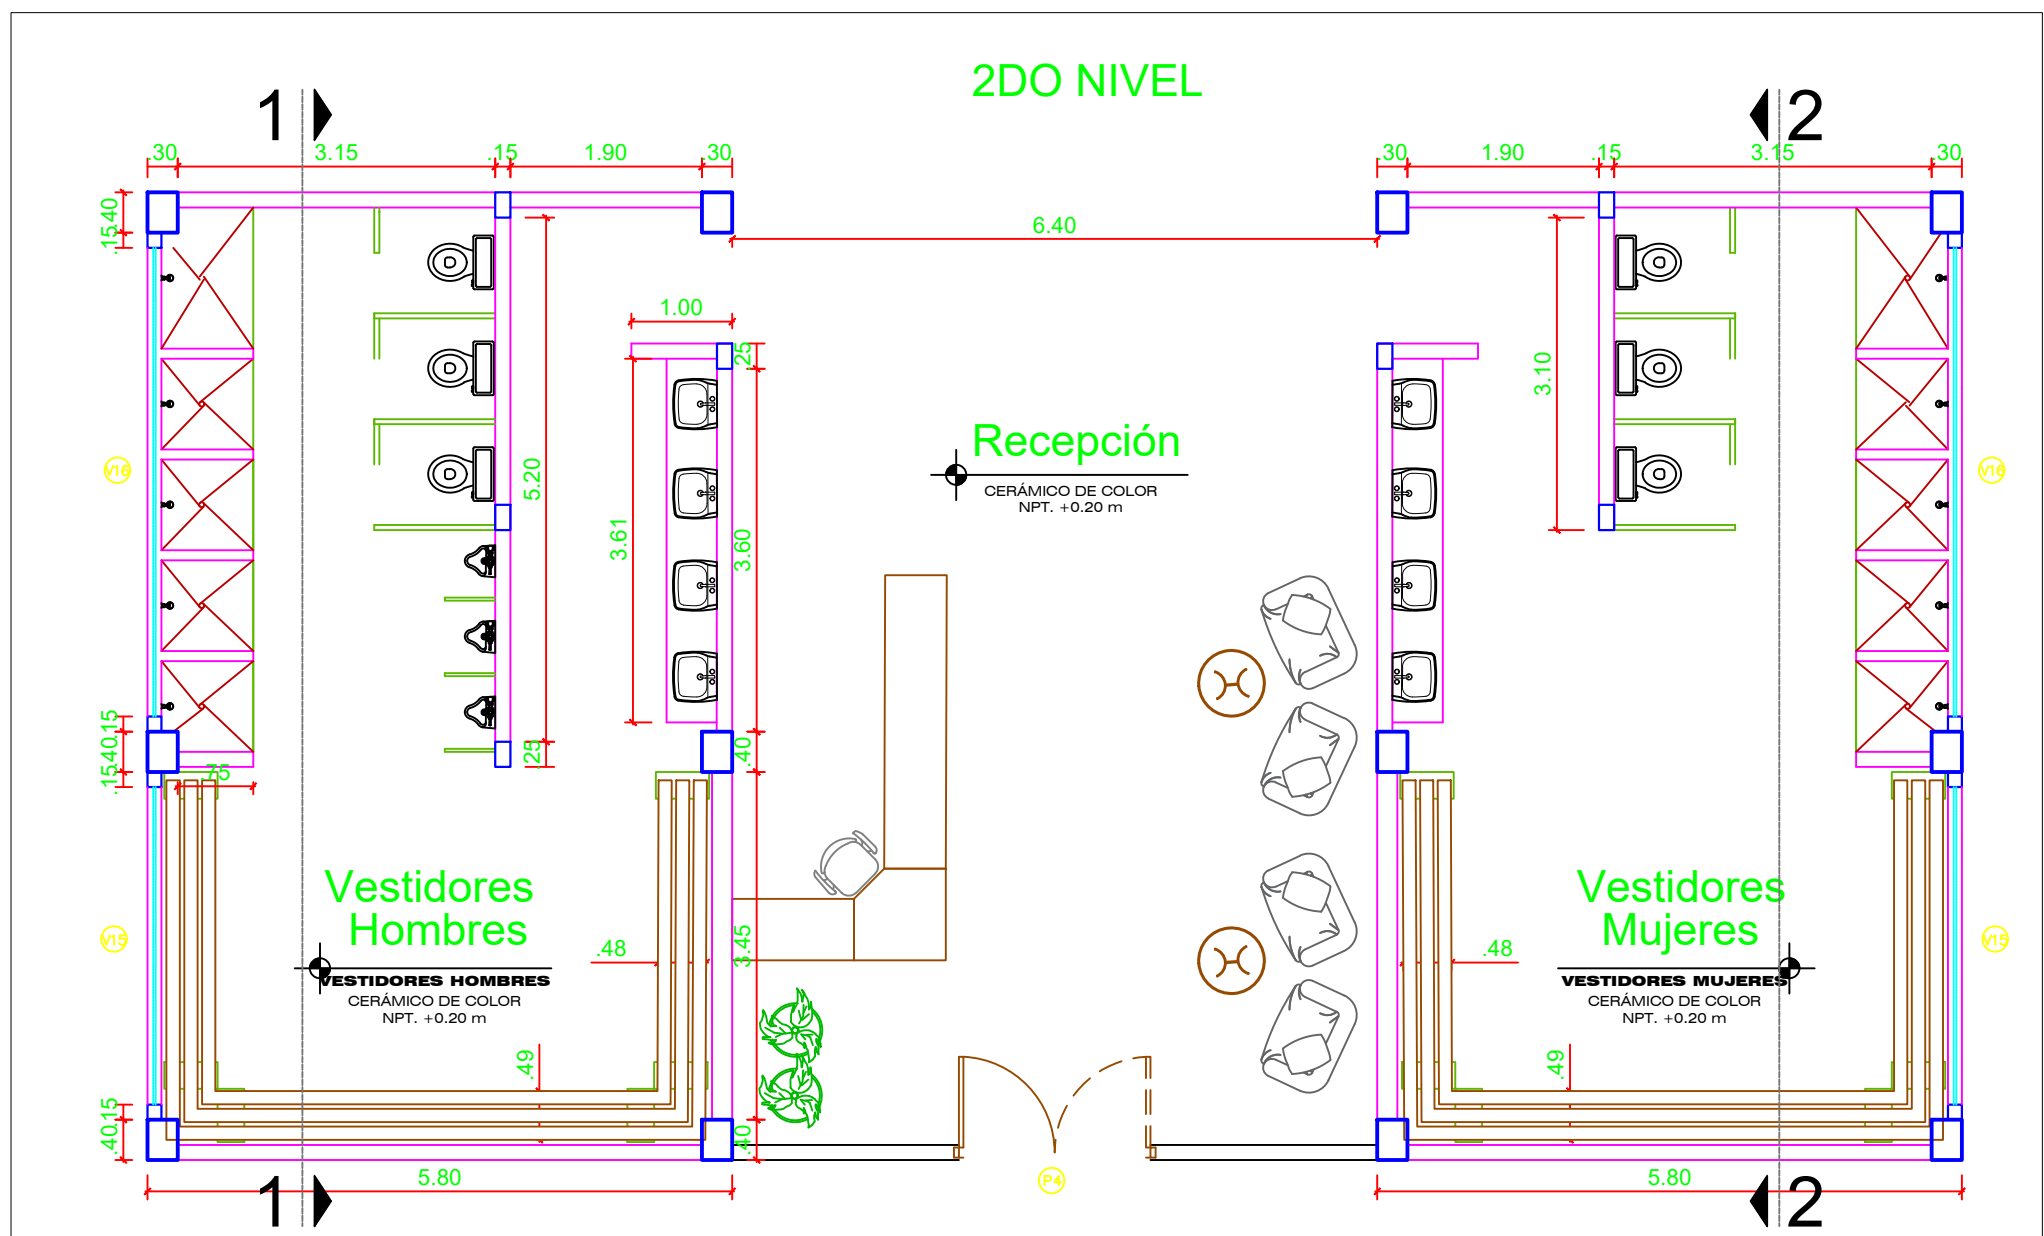 2DO NIVEL
1
2
.30
3.15
.15
1.90
.30
.30
1.90
.15
3.15
.30
.40
.15
6.40
1.00
.25
5.20
3.61
3.60
3.10
Recepción
CERÁMICO DE COLOR
NPT. +0.20 m
V16
V16
.15
.40
.15
.75
.25
.40
Vestidores
Hombres
VESTIDORES HOMBRES
CERÁMICO DE COLOR
NPT. +0.20 m
.48
3.45
.49
Vestidores
Mujeres
VESTIDORES MUJERES
CERÁMICO DE COLOR
NPT. +0.20 m
.48
.49
V15
V15
.15
.40
.40
P4
5.80
5.80
1
2